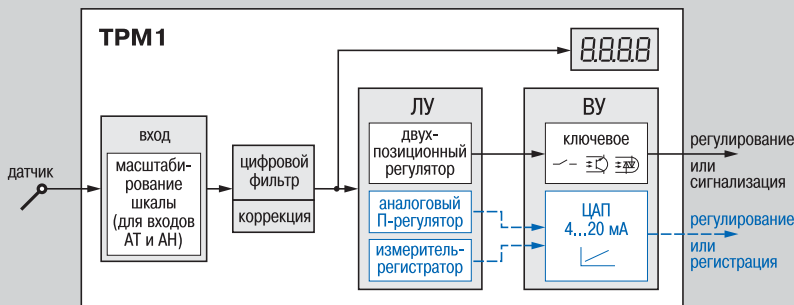 ТРМ1
8.8.8.8
датчик
вход
масштаби-
рование
шкалы
(для входов
АТ и АН)
цифровой
фильтр
коррекция
ЛУ
двух-
позиционный
регулятор
аналоговый
П-регулятор
измеритель-
регистратор
ВУ
ключевое
ЦАП
4...20 мА
регулирование
или
сигнализация
регулирование
или
регистрация